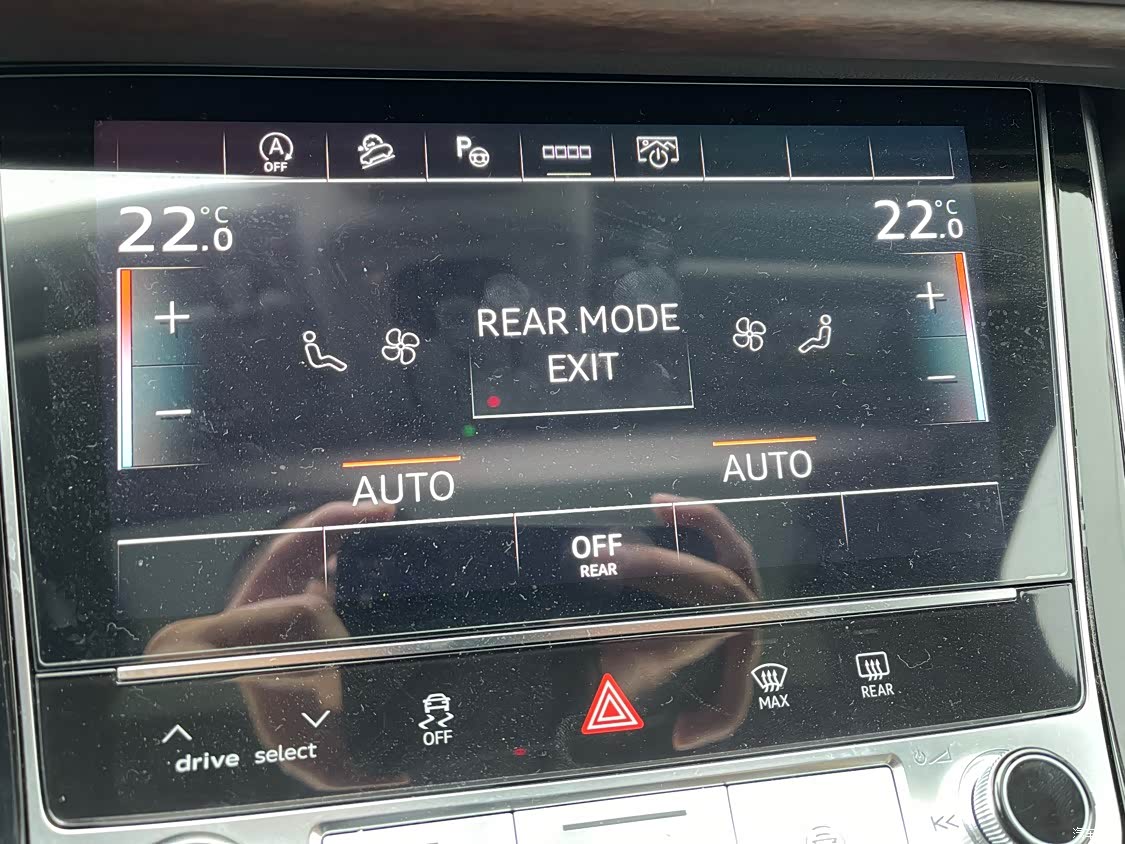 A
OFF
P
22.0 °C
22.0 °C
REAR MODE
EXIT
AUTO
AUTO
OFF
REAR
drive select
OFF
MAX
REAR